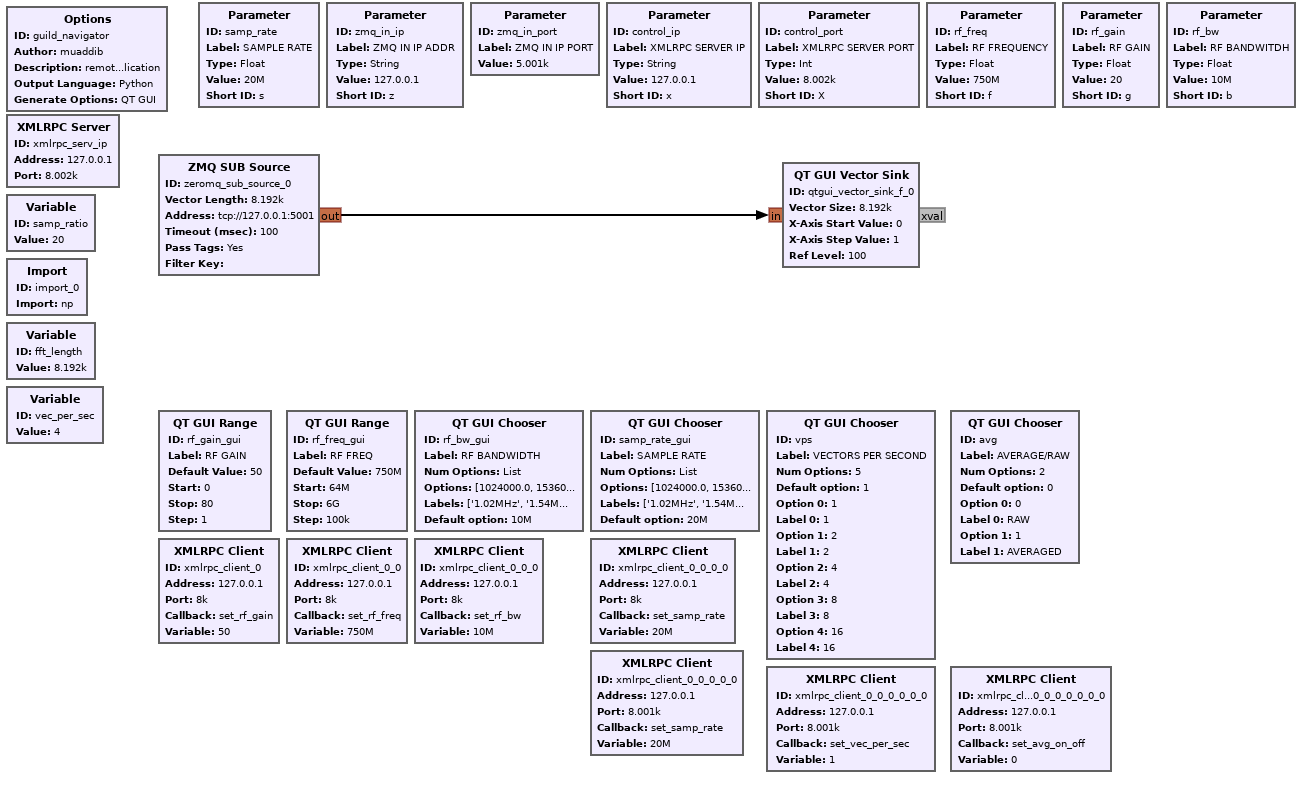 Options
ID: guild_navigator
Author: muaddib
Description: remot...lication
Output Language: Python
Generate Options: QT GUI
Parameter
ID: samp_rate
Label: SAMPLE RATE
Type: Float
Value: 20M
Short ID: s
Parameter
ID: zmq_in_ip
Label: ZMQ IN IP ADDR
Type: String
Value: 127.0.0.1
Short ID: z
Parameter
ID: zmq_in_port
Label: ZMQ IN IP PORT
Value: 5.001k
Parameter
ID: control_ip
Label: XMLRPC SERVER IP
Type: String
Value: 127.0.0.1
Short ID: x
Parameter
ID: control_port
Label: XMLRPC SERVER PORT
Type: Int
Value: 8.002k
Short ID: X
Parameter
ID: rf_freq
Label: RF FREQUENCY
Type: Float
Value: 750M
Short ID: f
Parameter
ID: rf_gain
Label: RF GAIN
Type: Float
Value: 20
Short ID: g
Parameter
ID: rf_bw
Label: RF BANDWITDH
Type: Float
Value: 10M
Short ID: b
XMLRPC Server
ID: xmlrpc_serv_ip
Address: 127.0.0.1
Port: 8.002k
Variable
ID: samp_ratio
Value: 20
Import
ID: import_0
Import: np
Variable
ID: fft_length
Value: 8.192k
Variable
ID: vec_per_sec
Value: 4
ZMQ SUB Source
ID: zeromq_sub_source_0
Vector Length: 8.192k
Address: tcp://127.0.0.1:5001
Timeout (msec): 100
Pass Tags: Yes
Filter Key:
out
in
QT GUI Vector Sink
ID: qtgui_vector_sink_f_0
Vector Size: 8.192k
X-Axis Start Value: 0
X-Axis Step Value: 1
Ref Level: 100
xval
QT GUI Range
ID: rf_gain_gui
Label: RF GAIN
Default Value: 50
Start: 0
Stop: 80
Step: 1
QT GUI Range
ID: rf_freq_gui
Label: RF FREQ
Default Value: 750M
Start: 64M
Stop: 6G
Step: 100k
QT GUI Chooser
ID: rf_bw_gui
Label: RF BANDWIDTH
Num Options: List
Options: [1024000.0, 15360...
Labels: ['1.02MHz', '1.54M...
Default option: 10M
QT GUI Chooser
ID: samp_rate_gui
Label: SAMPLE RATE
Num Options: List
Options: [1024000.0, 15360...
Labels: ['1.02MHz', '1.54M...
Default option: 20M
QT GUI Chooser
ID: vps
Label: VECTORS PER SECOND
Num Options: 5
Default option: 1
Option 0: 1
Label 0: 1
Option 1: 2
Label 1: 2
Option 2: 4
Label 2: 4
Option 3: 8
Label 3: 8
Option 4: 16
Label 4: 16
QT GUI Chooser
ID: avg
Label: AVERAGE/RAW
Num Options: 2
Default option: 0
Option 0: 0
Label 0: RAW
Option 1: 1
Label 1: AVERAGED
XMLRPC Client
ID: xmlrpc_client_0
Address: 127.0.0.1
Port: 8k
Callback: set_rf_gain
Variable: 50
XMLRPC Client
ID: xmlrpc_client_0_0
Address: 127.0.0.1
Port: 8k
Callback: set_rf_freq
Variable: 750M
XMLRPC Client
ID: xmlrpc_client_0_0_0
Address: 127.0.0.1
Port: 8k
Callback: set_rf_bw
Variable: 10M
XMLRPC Client
ID: xmlrpc_client_0_0_0_0
Address: 127.0.0.1
Port: 8k
Callback: set_samp_rate
Variable: 20M
XMLRPC Client
ID: xmlrpc_client_0_0_0_0_0
Address: 127.0.0.1
Port: 8.001k
Callback: set_samp_rate
Variable: 20M
XMLRPC Client
ID: xmlrpc_client_0_0_0_0_0_0
Address: 127.0.0.1
Port: 8.001k
Callback: set_vec_per_sec
Variable: 1
XMLRPC Client
ID: xmlrpc_cl...0_0_0_0_0_0_0
Address: 127.0.0.1
Port: 8.001k
Callback: set_avg_on_off
Variable: 0